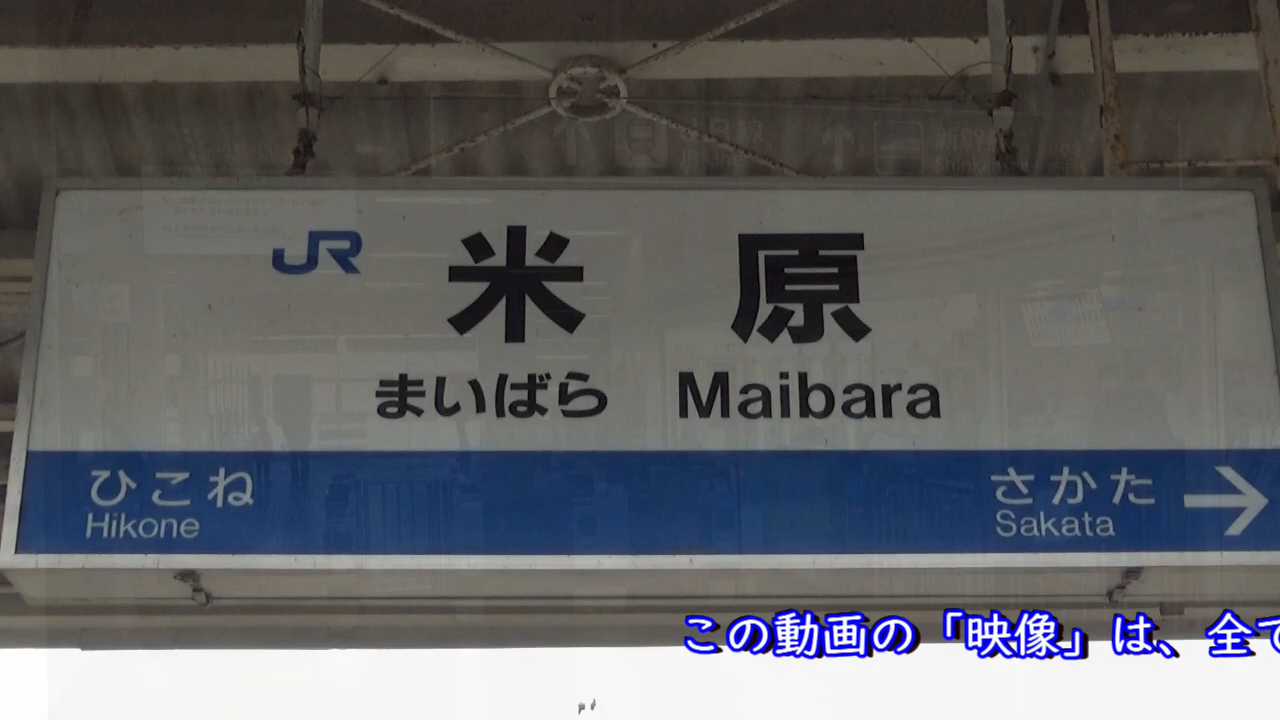 JR 米原
まいばら Maibara
ひこね さかた →
Hikone Sakata
この動画の「映像」は、全て